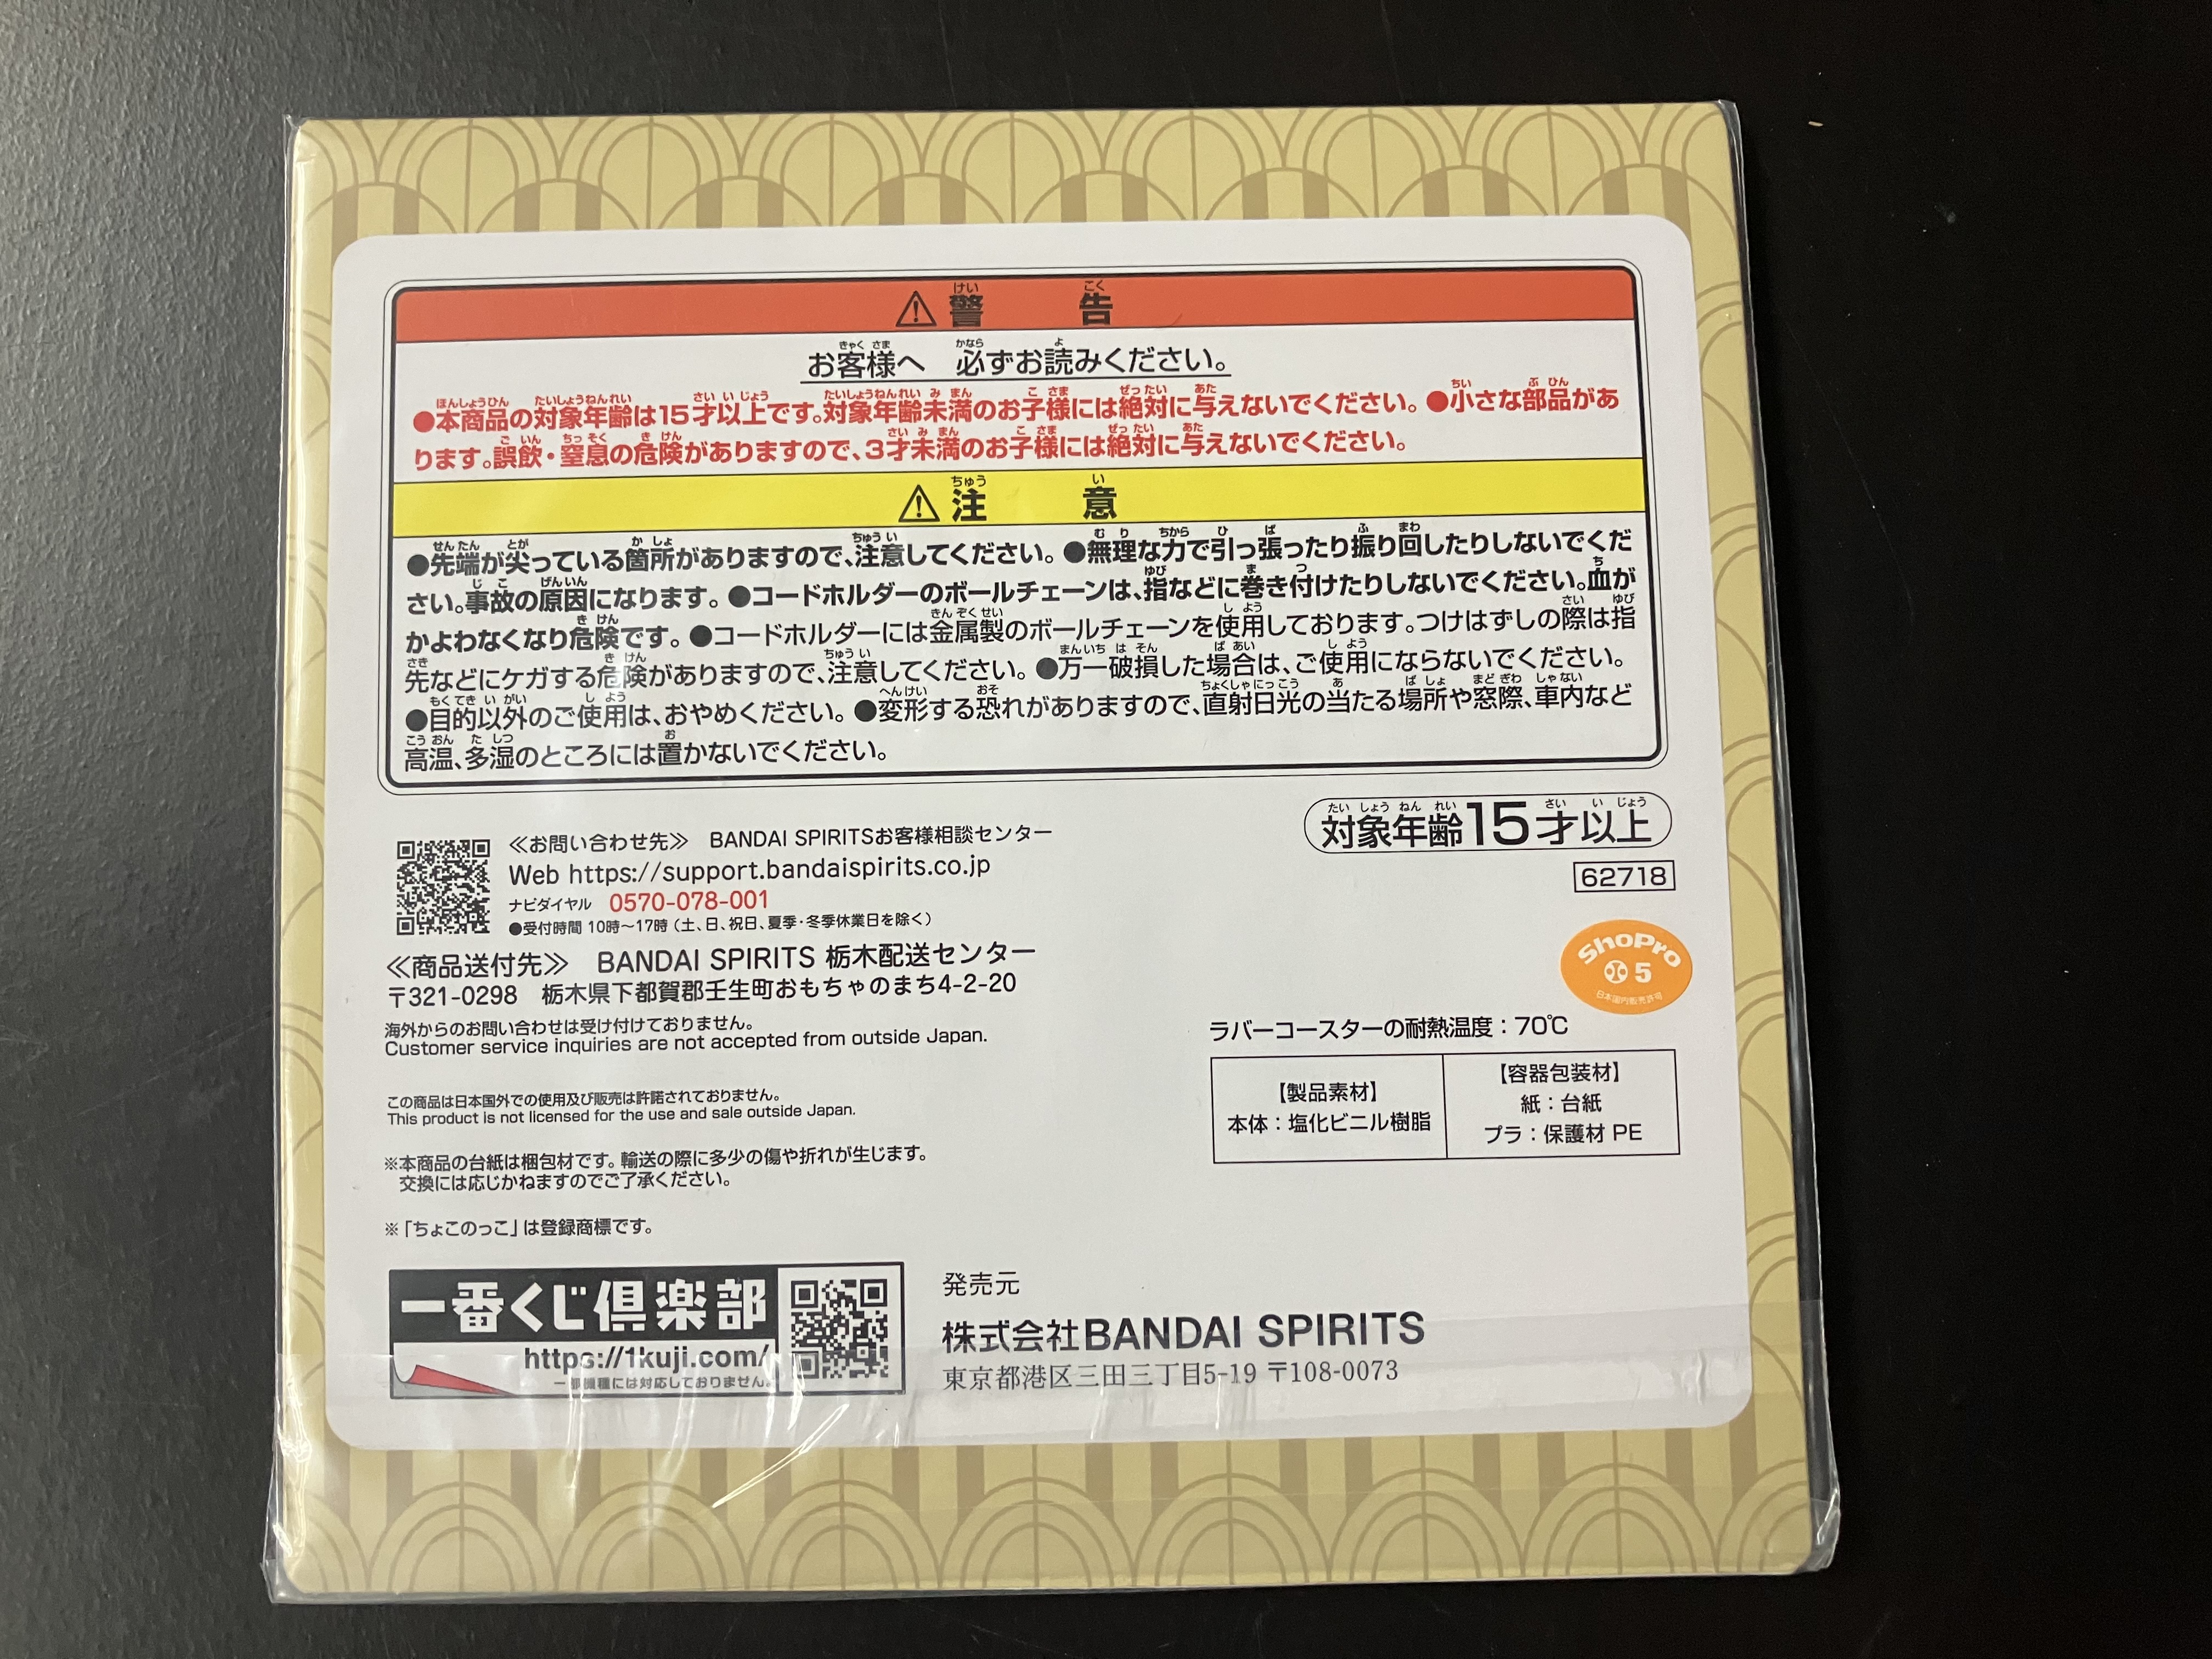 ⚠警告
お客様へ 必ずお読みください。
●本商品の対象年齢は15才以上です。対象年齢未満のお子様には絶対に与えないでください。●小さな部品があ
ります。誤飲・窒息の危険がありますので、3才未満のお子様には絶対に与えないでください。
⚠注意
●先端が尖っている箇所がありますので、注意してください。●無理な力で引っ張ったり振り回したりしないでくだ
さい。事故の原因になります。●コードホルダーのボールチェーンは、指などに巻き付けたりしないでください。血が
かよわなくなり危険です。●コードホルダーには金属製のボールチェーンを使用しております。つけはずしの際は指
先などにケガする危険がありますので、注意してください。●万一破損した場合は、ご使用にならないでください。
●目的以外のご使用は、おやめください。●変形する恐れがありますので、直射日光の当たる場所や窓際、車内など
高温、多湿のところには置かないでください。
対象年齢15才以上
62718
≪お問い合わせ先≫ BANDAI SPIRITSお客様相談センター
Web https://support.bandaispirits.co.jp
ナビダイヤル 0570-078-001
●受付時間 10時～17時（土、日、祝日、夏季・冬季休業日を除く）
≪商品送付先≫ BANDAI SPIRITS 栃木配送センター
〒321-0298 栃木県下都賀郡壬生町おもちゃのまち4-2-20
海外からのお問い合わせは受け付けておりません。
Customer service inquiries are not accepted from outside Japan.
ShoPro
5
日本国内販売許可
ラバーコースターの耐熱温度：70℃
【製品素材】
本体：塩化ビニル樹脂
【容器包装材】
紙：台紙
プラ：保護材 PE
この商品は日本国外での使用及び販売は許諾されておりません。
This product is not licensed for the use and sale outside Japan.
※本商品の台紙は梱包材です。輸送の際に多少の傷や折れが生じます。
交換には応じかねますのでご了承ください。
※「ちょこのっこ」は登録商標です。
一番くじ倶楽部
https://1kuji.com/
一部機種には対応しておりません。
発売元
株式会社BANDAI SPIRITS
東京都港区三田三丁目5-19 〒108-0073